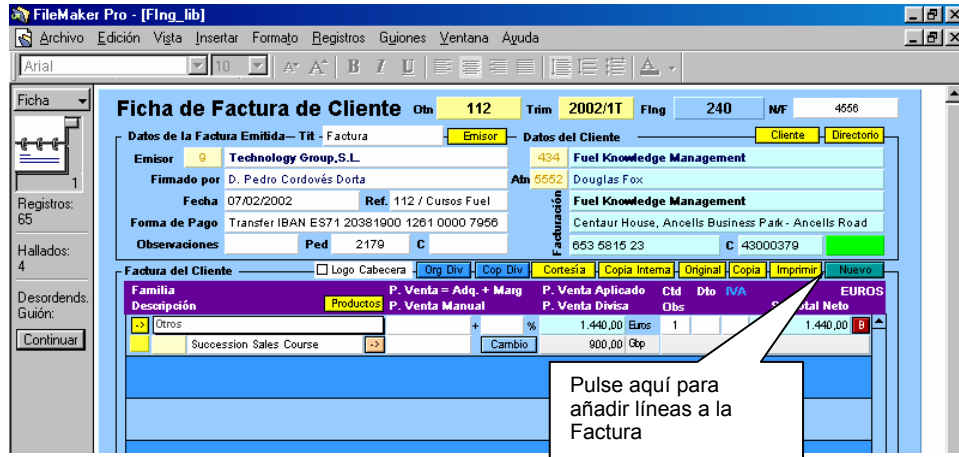 FileMaker Pro - [FIng_lib]
Archivo Edición Vista Insertar Formato Registros Guiones Ventana Ayuda
Arial 10 B I U
Ficha
1
Registros:
65
Hallados:
4
Desordends.
Guión:
Continuar
Ficha de Factura de Cliente Otn 112 Trim 2002/1T FIng 240 N/F 4556
Datos de la Factura Emitida— Tit - Factura Emisor Datos del Cliente Cliente Directorio
Emisor 9 Technology Group,S.L. 434 Fuel Knowledge Management
Firmado por D. Pedro Cordovés Dorta Atn 5552 Douglas Fox
Fecha 07/02/2002 Ref. 112 / Cursos Fuel Facturación Fuel Knowledge Management
Forma de Pago Transfer IBAN ES71 20381900 1261 0000 7956 Centaur House, Ancells Business Park - Ancells Road
Observaciones Ped 2179 C 653 5815 23 C 43000379
Factura del Cliente Logo Cabecera Org Div Cop Div Cortesía Copia Interna Original Copia Imprimir Nuevo
Familia P. Venta = Adq. + Marg P. Venta Aplicado Ctd Dto IVA EUROS
Descripción Productos P. Venta Manual P. Venta Divisa Obs Neto
-> Otros + % 1.440,00 Euros 1 1.440,00 B
Succession Sales Course -> Cambio 900,00 Gbp
Pulse aquí para
añadir líneas a la
Factura